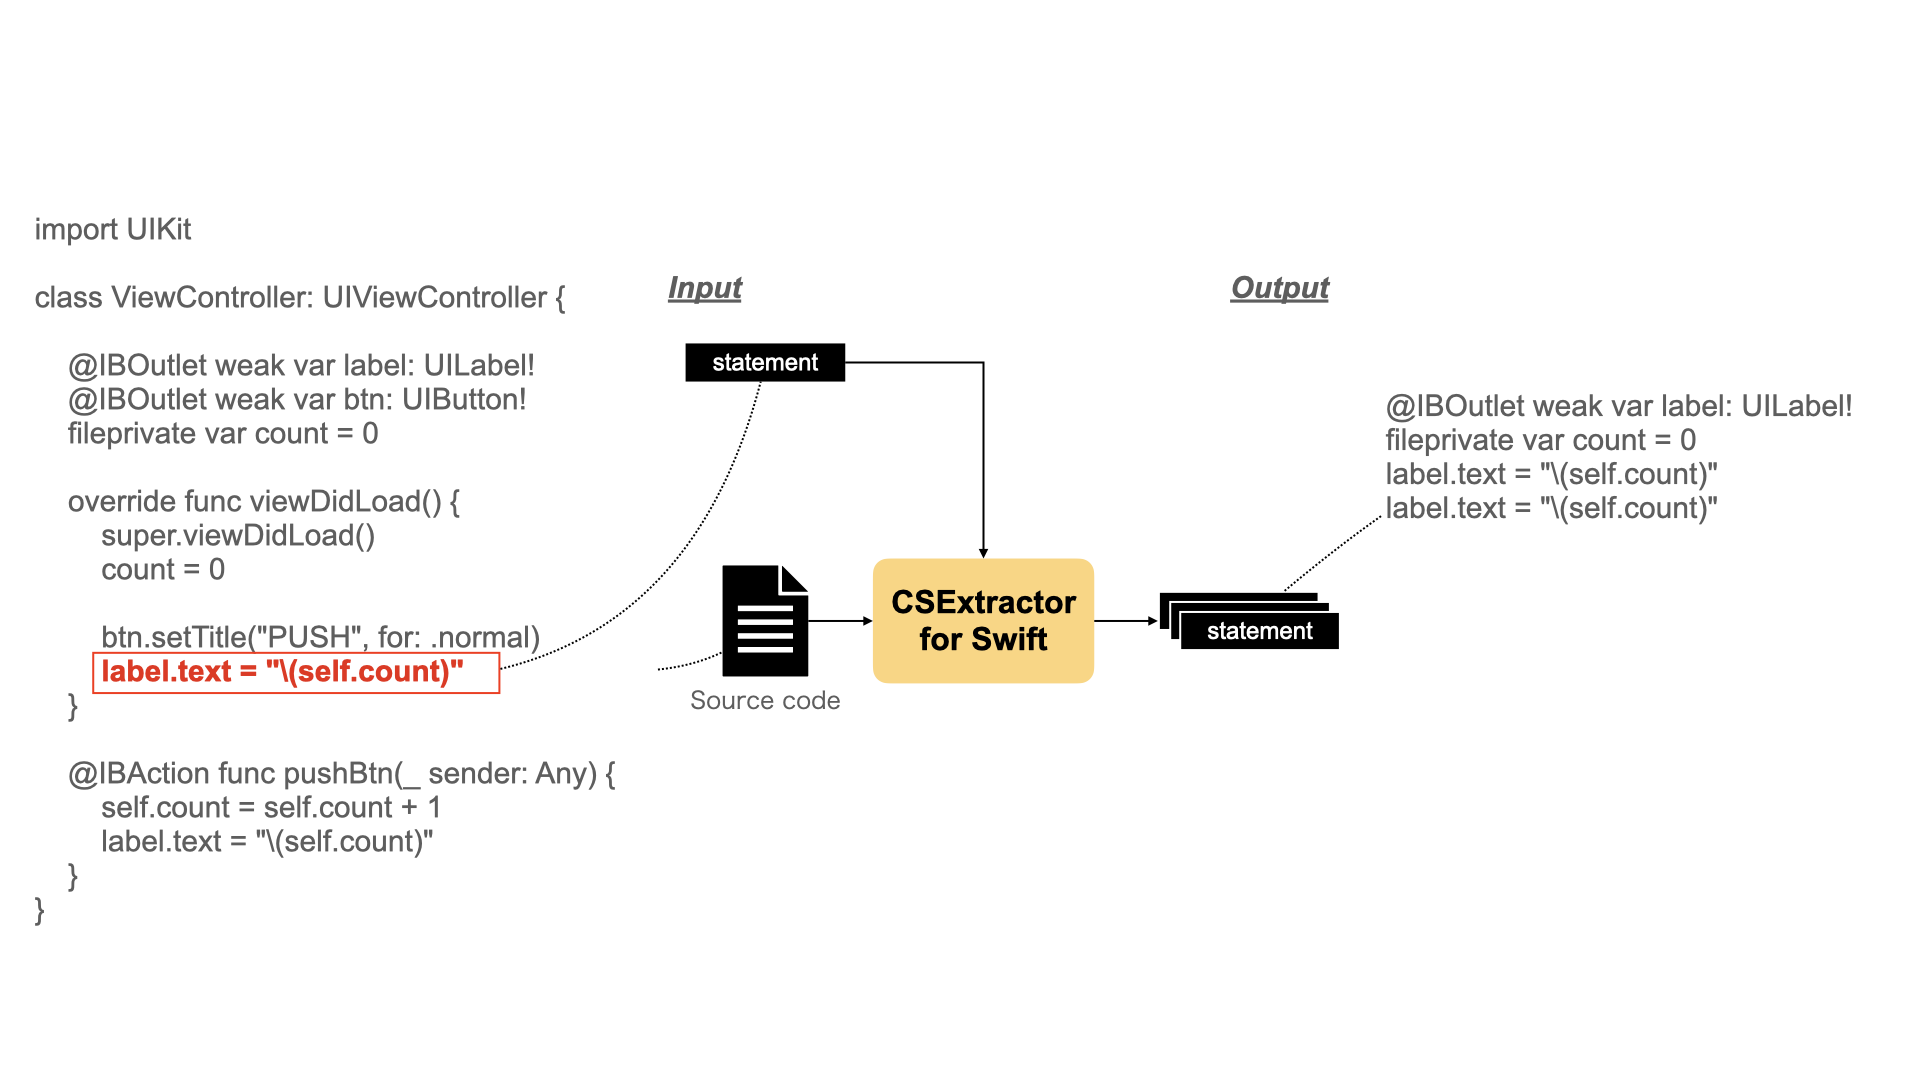 import UIKit
class ViewController: UIViewController {
@IBOutlet weak var label: UILabel!
@IBOutlet weak var btn: UIButton!
fileprivate var count = 0
override func viewDidLoad() {
super.viewDidLoad()
count = 0
btn.setTitle("PUSH", for: .normal)
label.text = "\(self.count)"
}
@IBAction func pushBtn(_ sender: Any) {
self.count = self.count + 1
label.text = "\(self.count)"
}
}
Input
statement
Source code
CSExtractor
for Swift
Output
statement
@IBOutlet weak var label: UILabel!
fileprivate var count = 0
label.text = "\(self.count)"
label.text = "\(self.count)"